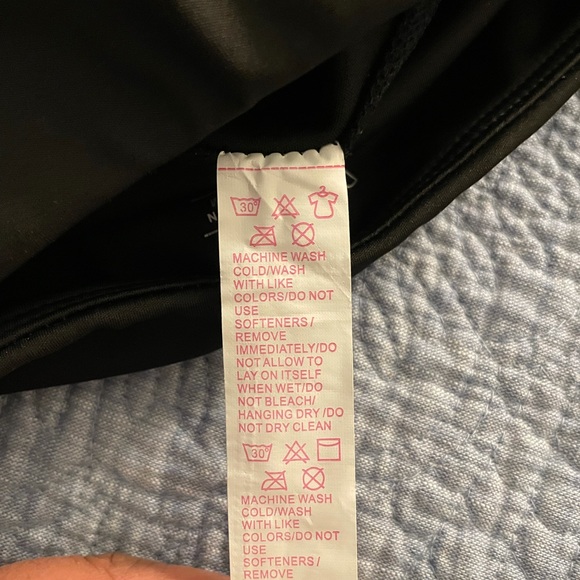 30°
MACHINE WASH
COLD/WASH
WITH LIKE
COLORS/DO NOT
USE
SOFTENERS/
REMOVE
IMMEDIATELY/DO
NOT ALLOW TO
LAY ON ITSELF
WHEN WET/DO
NOT BLEACH/
HANGING DRY/DO
NOT DRY CLEAN
30°
MACHINE WASH
COLD/WASH
WITH LIKE
COLORS/DO NOT
USE
SOFTENERS/
REMOVE